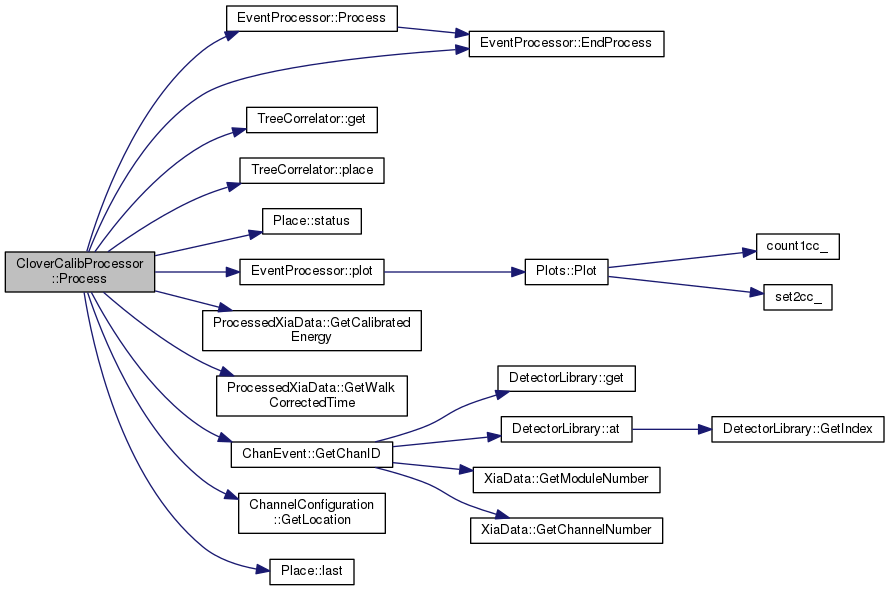 EventProcessor::Process
EventProcessor::EndProcess
TreeCorrelator::get
TreeCorrelator::place
Place::status
CloverCalibProcessor
::Process
EventProcessor::plot
Plots::Plot
count1cc_
set2cc_
ProcessedXiaData::GetCalibrated
Energy
ProcessedXiaData::GetWalk
CorrectedTime
DetectorLibrary::get
DetectorLibrary::at
DetectorLibrary::GetIndex
ChanEvent::GetChanID
XiaData::GetModuleNumber
XiaData::GetChannelNumber
ChannelConfiguration
::GetLocation
Place::last